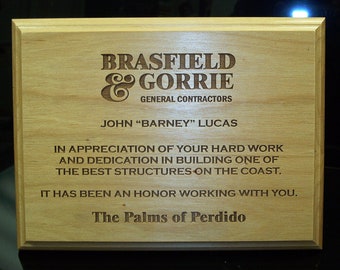 BRASFIELD
& GORRIE
GENERAL CONTRACTORS
JOHN "BARNEY" LUCAS
IN APPRECIATION OF YOUR HARD WORK
AND DEDICATION IN BUILDING ONE OF
THE BEST STRUCTURES ON THE COAST.
IT HAS BEEN AN HONOR WORKING WITH YOU.
The Palms of Perdido